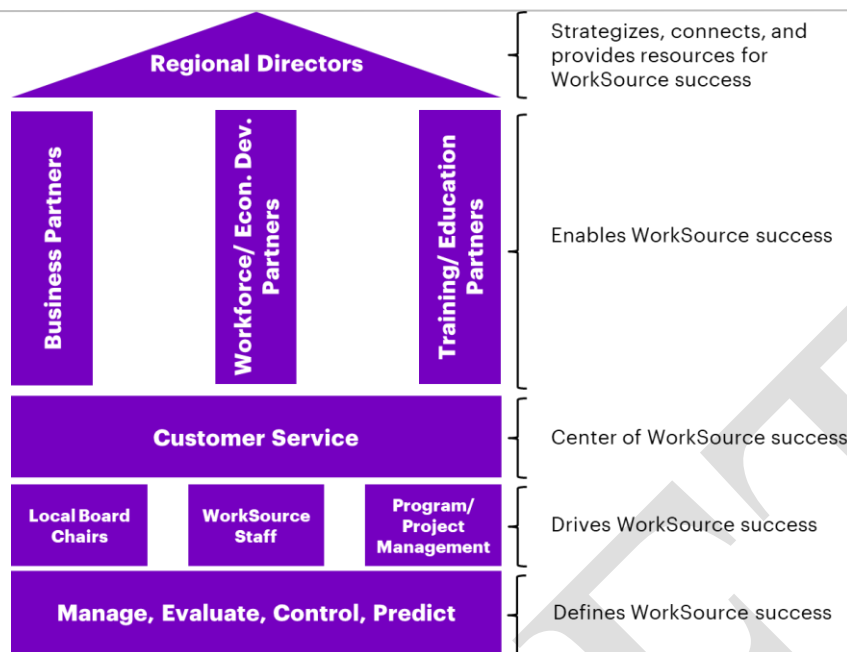 Regional Directors
Strategizes, connects, and
provides resources for
WorkSource success
Business Partners
Workforce/ Econ. Dev.
Partners
Training/ Education
Partners
Enables WorkSource success
Customer Service
Center of WorkSource success
Local Board
Chairs
WorkSource
Staff
Program/
Project
Management
Drives WorkSource success
Manage, Evaluate, Control, Predict
Defines WorkSource success